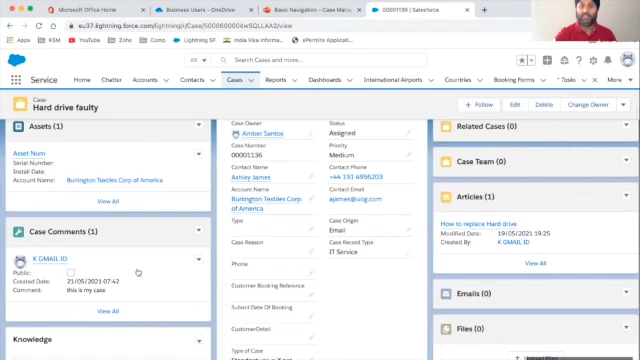 Microsoft Office Home
Business Users - OneDrive
Basic Navigation - Case Mana
00001136 | Salesforce
eu37.lightning.force.com/lightning/r/Case/5000600004wSQLLAA2/view
Apps
KSM
Zoho
Lightning SF
India Visa Informat...
ePermits Applicati...
All
Search Cases and more...
Service
Home
Chatter
Accounts
Contacts
Cases
Reports
Dashboards
International Airports
Countries
Booking Forms
* Tasks
More
Case
Hard drive faulty
+ Follow
Edit
Delete
Change Owner
Assets (1)
Asset Num
Serial Number:
Install Date:
Account Name:
Burlington Textiles Corp of America
View All
Case Comments (1)
K GMAIL ID
Public:
Created Date:
21/05/2021 07:42
Comment:
this is my case
View All
Knowledge
Case Owner
Amber Santos
Status
Assigned
Case Number
00001136
Priority
Medium
Contact Name
Ashley James
Contact Phone
+44 191 4956203
Account Name
Burlington Textiles Corp
of America
Contact Email
ajames@uog.com
Type
Case Origin
Email
Case Reason
Case Record Type
IT Service
Phone
Customer Booking Reference
Submit Date Of Booking
CustomerDetail
Type of Case
Related Cases (0)
Case Team (0)
Articles (1)
How to replace Hard drive
Modified Date:
19/05/2021 19:25
Created By:
K GMAIL ID
View All
Emails (0)
Files (0)
Upload Files